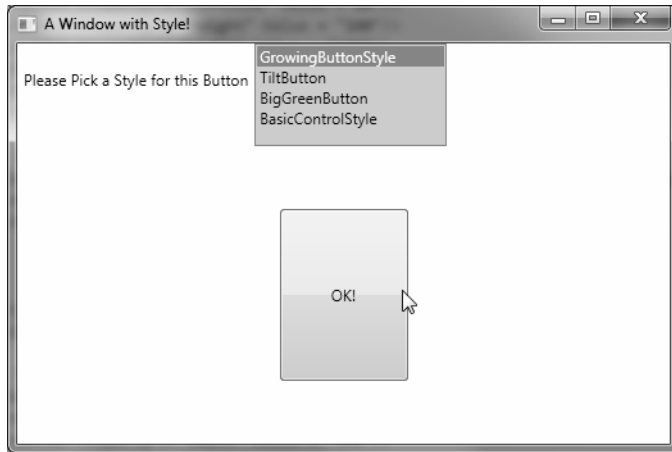 A Window with Style!
Please Pick a Style for this Button
GrowingButtonStyle
TiltButton
BigGreenButton
BasicControlStyle
OK!